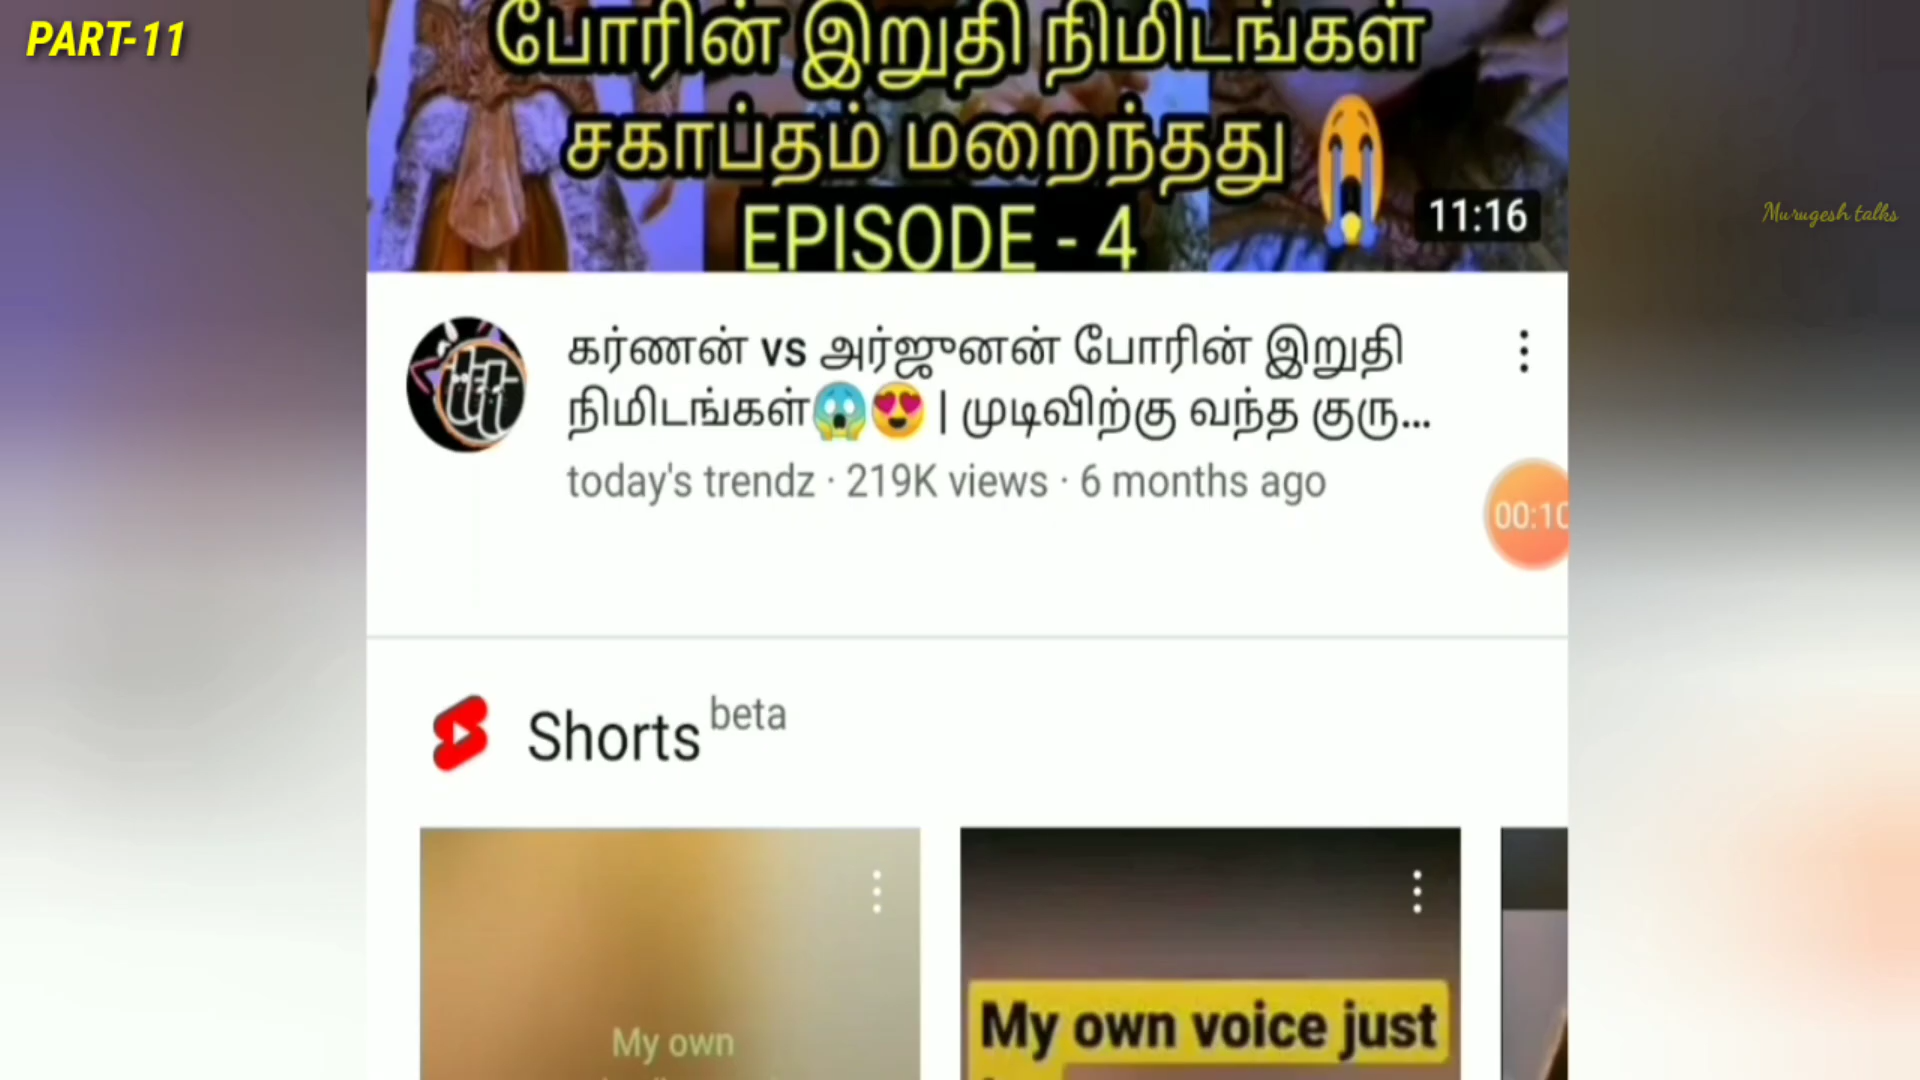 PART-11
போரின் இறுதி நிமிடங்கள்
சகாப்தம் மறைந்தது
EPISODE - 4
11:16
Murugesh talks
கர்ணன் vs அர்ஜுனன் போரின் இறுதி
நிமிடங்கள்😱😍 | முடிவிற்கு வந்த குரு...
today's trendz · 219K views · 6 months ago
00:10
Shorts beta
My own
My own voice just